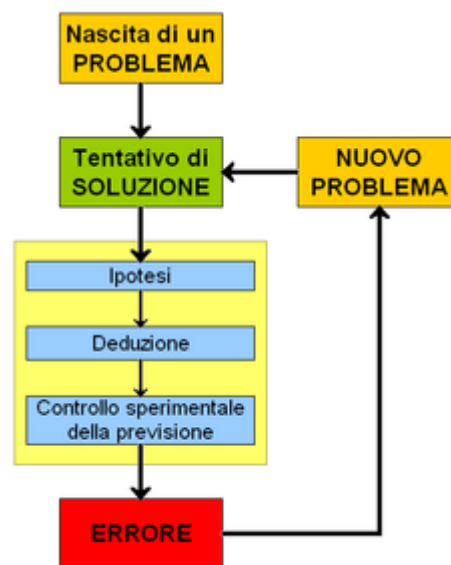 Nascita di un
PROBLEMA
Tentativo di
SOLUZIONE
NUOVO
PROBLEMA
Ipotesi
Deduzione
Controllo sperimentale
della previsione
ERRORE